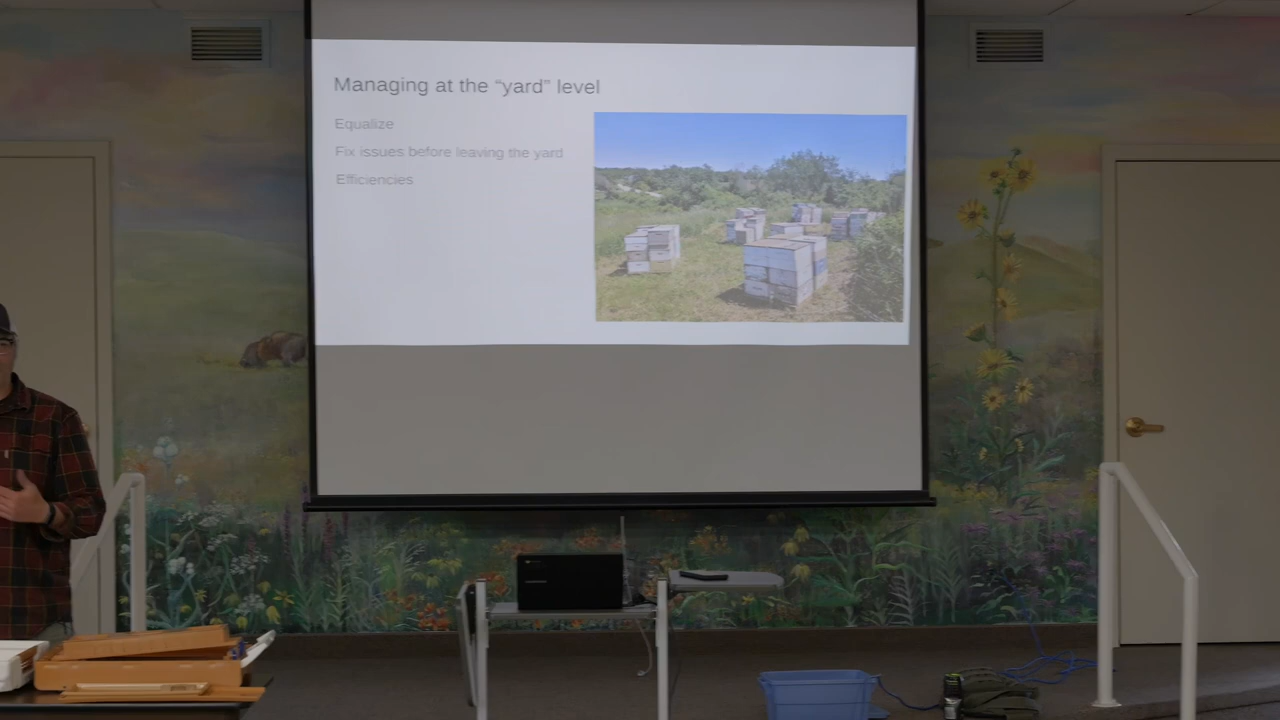 Managing at the “yard” level
Equalize
Fix issues before leaving the yard
Efficiencies